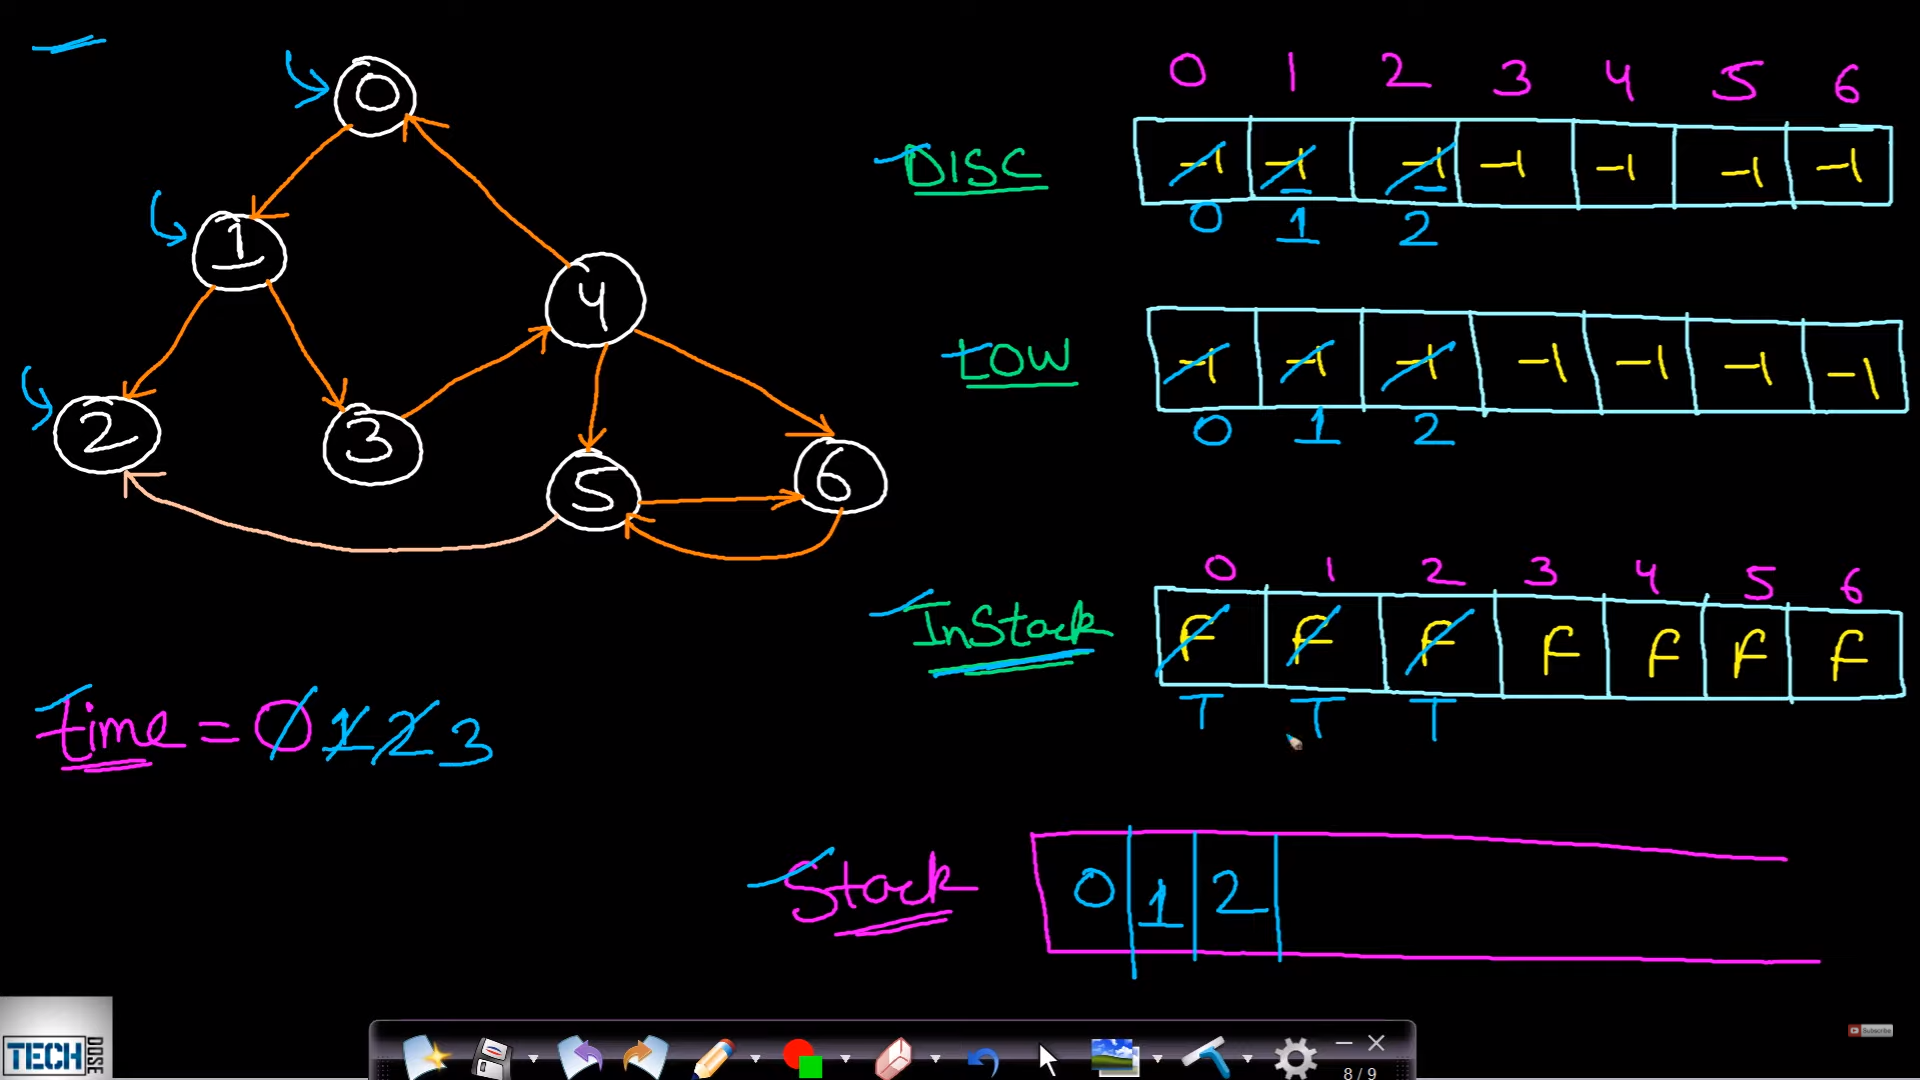 0
1
4
2
3
5
6
0 1 2 3 4 5 6
DISC -1 -1 -1 -1 -1 -1 -1
0 1 2
LOW -1 -1 -1 -1 -1 -1 -1
0 1 2
0 1 2 3 4 5 6
InStack F F F F F F F
T T T
time = 0 1 2 3
Stack 0 1 2
TECH DOSE
8 / 9
Subscribe